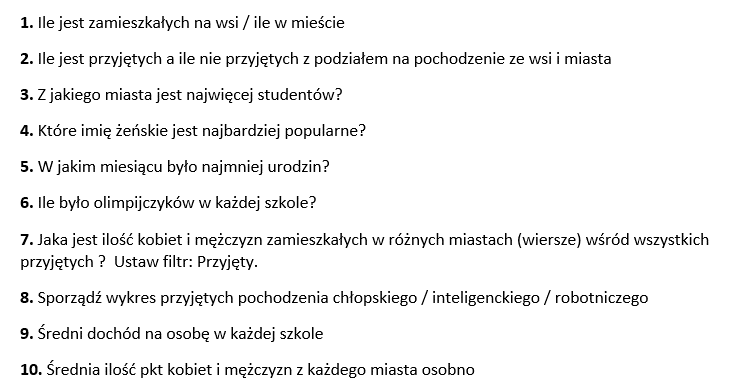 1. Ile jest zamieszkałych na wsi / ile w mieście
2. Ile jest przyjętych a ile nie przyjętych z podziałem na pochodzenie ze wsi i miasta
3. Z jakiego miasta jest najwięcej studentów?
4. Które imię żeńskie jest najbardziej popularne?
5. W jakim miesiącu było najmniej urodzin?
6. Ile było olimpijczyków w każdej szkole?
7. Jaka jest ilość kobiet i mężczyzn zamieszkałych w różnych miastach (wiersze) wśród wszystkich
przyjętych ? Ustaw filtr: Przyjęty.
8. Sporządź wykres przyjętych pochodzenia chłopskiego / inteligenckiego / robotniczego
9. Średni dochód na osobę w każdej szkole
10. Średnia ilość pkt kobiet i mężczyzn z każdego miasta osobno